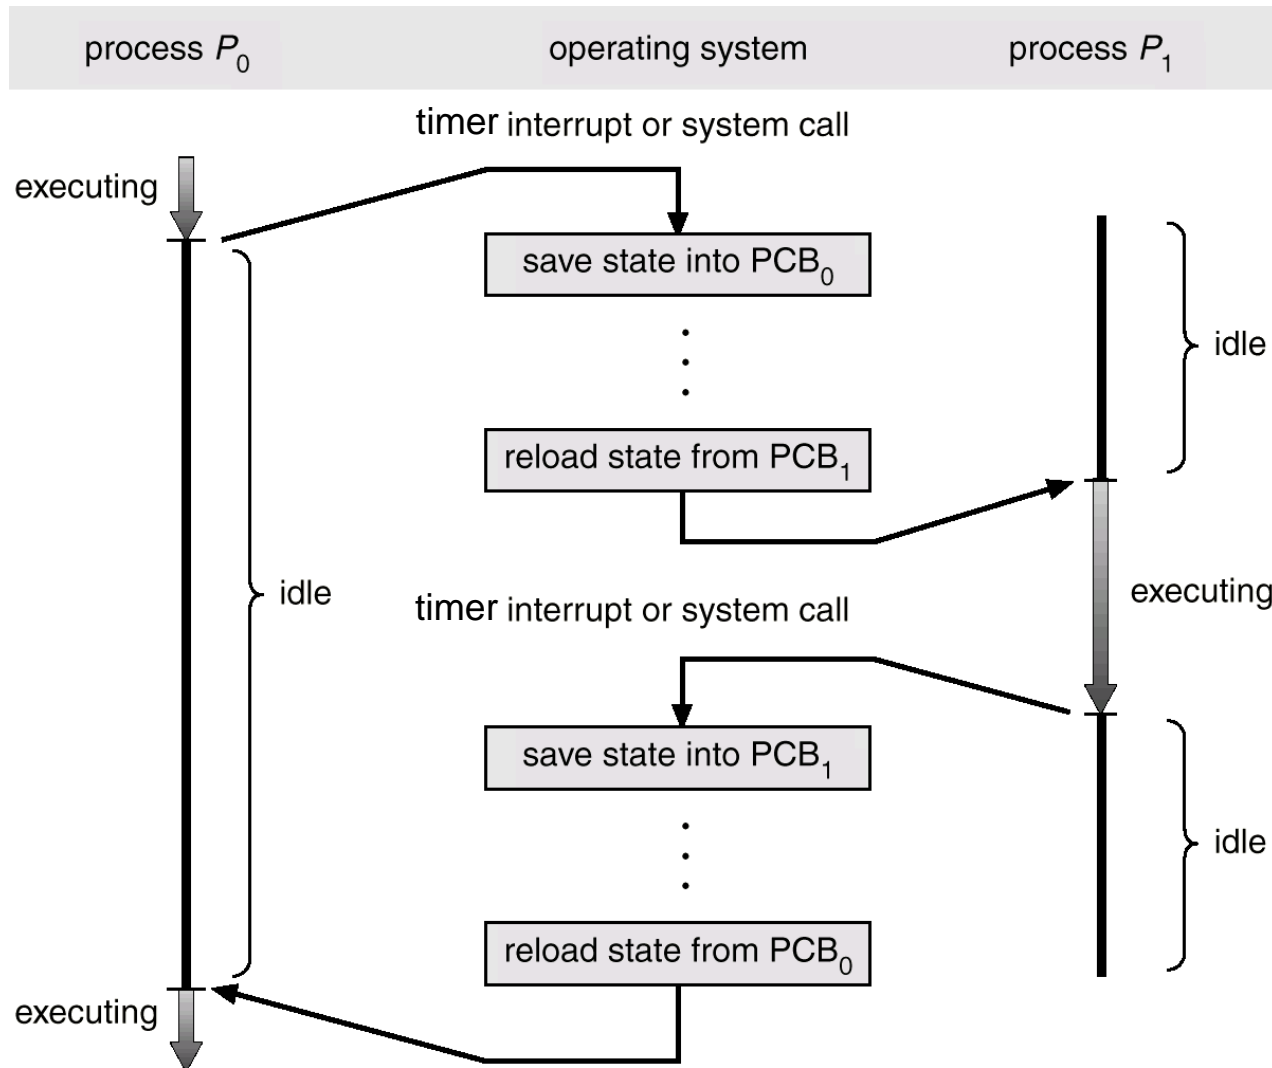 process P0
operating system
process P1
timer interrupt or system call
executing
save state into PCB0
idle
reload state from PCB1
idle
timer interrupt or system call
executing
save state into PCB1
idle
reload state from PCB0
executing